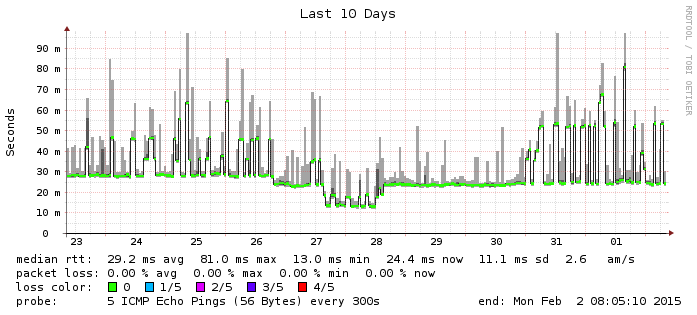 Last 10 Days
RRDTOOL / TOBI OETIKER
Seconds
90 m
80 m
70 m
60 m
50 m
40 m
30 m
20 m
10 m
0
23 24 25 26 27 28 29 30 31 01
median rtt: 29.2 ms avg 81.0 ms max 13.0 ms min 24.4 ms now 11.1 ms sd 2.6 am/s
packet loss: 0.00 % avg 0.00 % max 0.00 % min 0.00 % now
loss color: 0 1/5 2/5 3/5 4/5
probe: 5 ICMP Echo Pings (56 Bytes) every 300s end: Mon Feb 2 08:05:10 2015